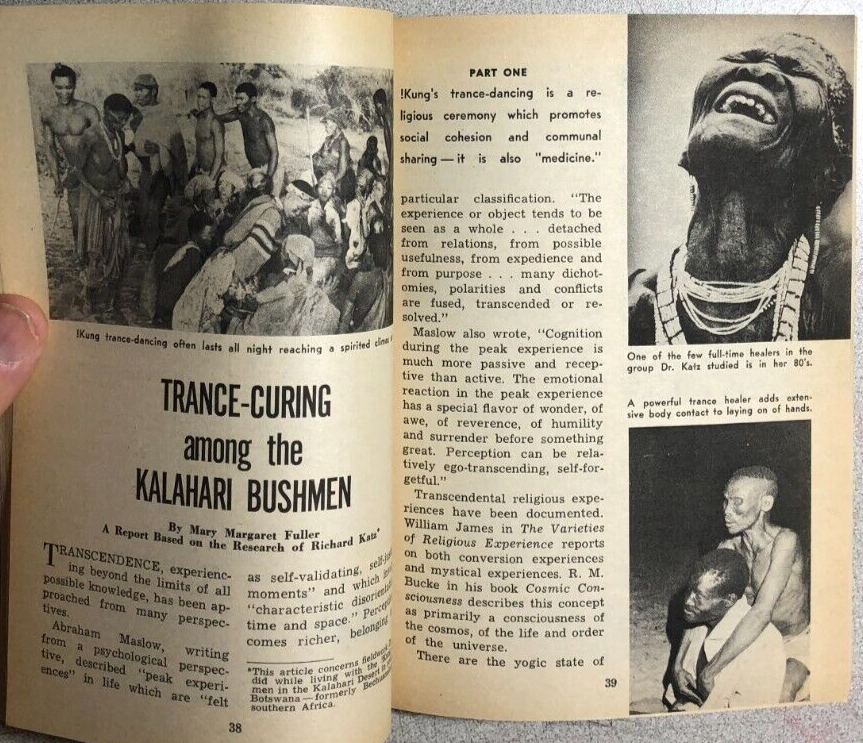 !Kung trance-dancing often lasts all night reaching a spirited
TRANCE-CURING
among the
KALAHARI BUSHMEN
By Mary Margaret Fuller
A Report Based on the Research of Richard Katz*
TRANSCENDENCE, experienc-
ing beyond the limits of all
possible knowledge, has been ap-
proached from many perspec-
tives.
Abraham Maslow, writing
from a psychological perspec-
tive, described "peak experi-
ences" in life which are "felt
as self-validating,
moments" and which
"characteristic
time and space."
comes richer, belonging
*This article concerns
did while living with the
men in the Kalahari Desert
Botswana—formerly
southern Africa.
38
PART ONE
!Kung's trance-dancing is a re-
ligious ceremony which promotes
social cohesion and communal
sharing—it is also "medicine."
particular classification. "The
experience or object tends to be
seen as a whole . . . detached
from relations, from possible
usefulness, from expedience and
from purpose . . . many dichot-
omies, polarities and conflicts
are fused, transcended or re-
solved."
Maslow also wrote, "Cognition
during the peak experience is
much more passive and recep-
tive than active. The emotional
reaction in the peak experience
has a special flavor of wonder, of
awe, of reverence, of humility
and surrender before something
great. Perception can be rela-
tively ego-transcending, self-for-
getful."
Transcendental religious expe-
riences have been documented.
William James in The Varieties
of Religious Experience reports
on both conversion experiences
and mystical experiences. R. M.
Bucke in his book Cosmic Con-
sciousness describes this concept
as primarily a consciousness of
the cosmos, of the life and order
of the universe.
There are the yogic state of
39
One of the few full-time healers in the
group Dr. Katz studied is in her 80's.
A powerful trance healer adds exten-
sive body contact to laying on of hands.